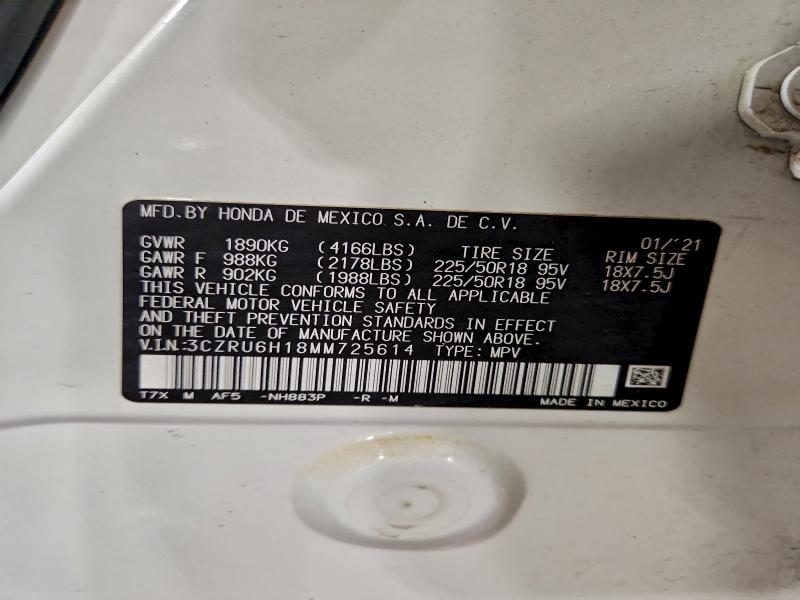 MFD. BY HONDA DE MEXICO S.A. DE C.V.
01/'21
GVWR 1890KG (4166LBS) TIRE SIZE RIM SIZE
GAWR F 988KG (2178LBS) 225/50R18 95V 18X7.5J
GAWR R 902KG (1988LBS) 225/50R18 95V 18X7.5J
THIS VEHICLE CONFORMS TO ALL APPLICABLE
FEDERAL MOTOR VEHICLE SAFETY
AND THEFT PREVENTION STANDARDS IN EFFECT
ON THE DATE OF MANUFACTURE SHOWN ABOVE.
V.I.N:3CZRU6H18MM725614 TYPE: MPV
T7X M AF5 -NH883P -R -M MADE IN MEXICO